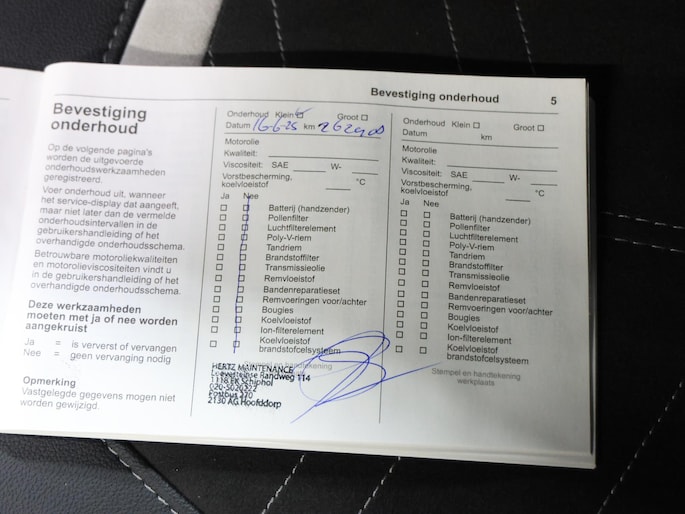 Bevestiging onderhoud 5
Bevestiging
onderhoud
Op de volgende pagina's
worden de uitgevoerde
onderhoudswerkzaamheden
geregistreerd.
Voer onderhoud uit, wanneer
het service-display dat aangeeft,
maar niet later dan de vermelde
onderhoudsintervallen in de
gebruikershandleiding of het
overhandigde onderhoudsschema.
Betrouwbare motoroliekwaliteiten
en motorolieviscositeiten vindt u
in de gebruikershandleiding of het
overhandigde onderhoudsschema.
Deze werkzaamheden
moeten met ja of nee worden
aangekruist
Ja = is ververst of vervangen
Nee = geen vervanging nodig
Opmerking
Vastgelegde gegevens mogen niet
worden gewijzigd.
Onderhoud Klein Groot
Datum 16-6-25 km
Motorolie
Kwaliteit:
Viscositeit: SAE W-
Vorstbescherming,
koelvloeistof °C
Ja Nee
Batterij (handzender)
Pollenfilter
Luchtfilterelement
Poly-V-riem
Tandriem
Brandstoffilter
Transmissieolie
Remvloeistof
Bandenreparatieset
Remvoeringen voor/achter
Bougies
Koelvloeistof
Ion-filterelement
Koelvloeistof
brandstofcelsysteem
HERTZ MAINTENANCE
Loevesteinse Randweg 114
1118 EK Schiphol
Postbus 270
2130 AG Hoofddorp
Onderhoud Klein Groot
Datum km
Motorolie
Kwaliteit:
Viscositeit: SAE W-
Vorstbescherming,
koelvloeistof °C
Ja Nee
Batterij (handzender)
Pollenfilter
Luchtfilterelement
Poly-V-riem
Tandriem
Brandstoffilter
Transmissieolie
Remvloeistof
Bandenreparatieset
Remvoeringen voor/achter
Bougies
Koelvloeistof
Ion-filterelement
Koelvloeistof
brandstofcelsysteem
Stempel en handtekening
werkplaats